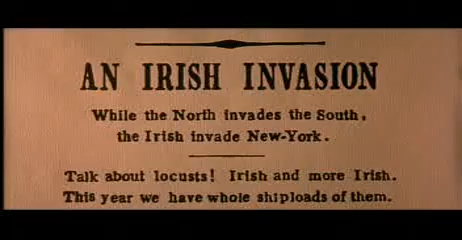 AN IRISH INVASION
While the North invades the South,
the Irish invade New-York.
Talk about locusts! Irish and more Irish.
This year we have whole shiploads of them.